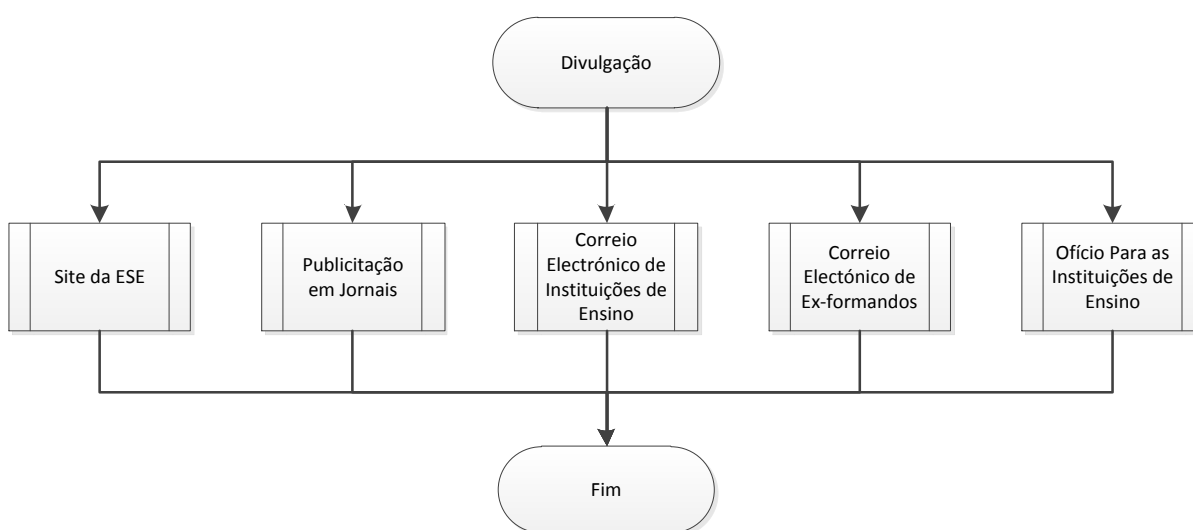 Divulgação
Site da ESE
Publicitação
em Jornais
Correio
Electrónico de
Instituições de
Ensino
Correio
Electónico de
Ex-formandos
Ofício Para as
Instituições de
Ensino
Fim